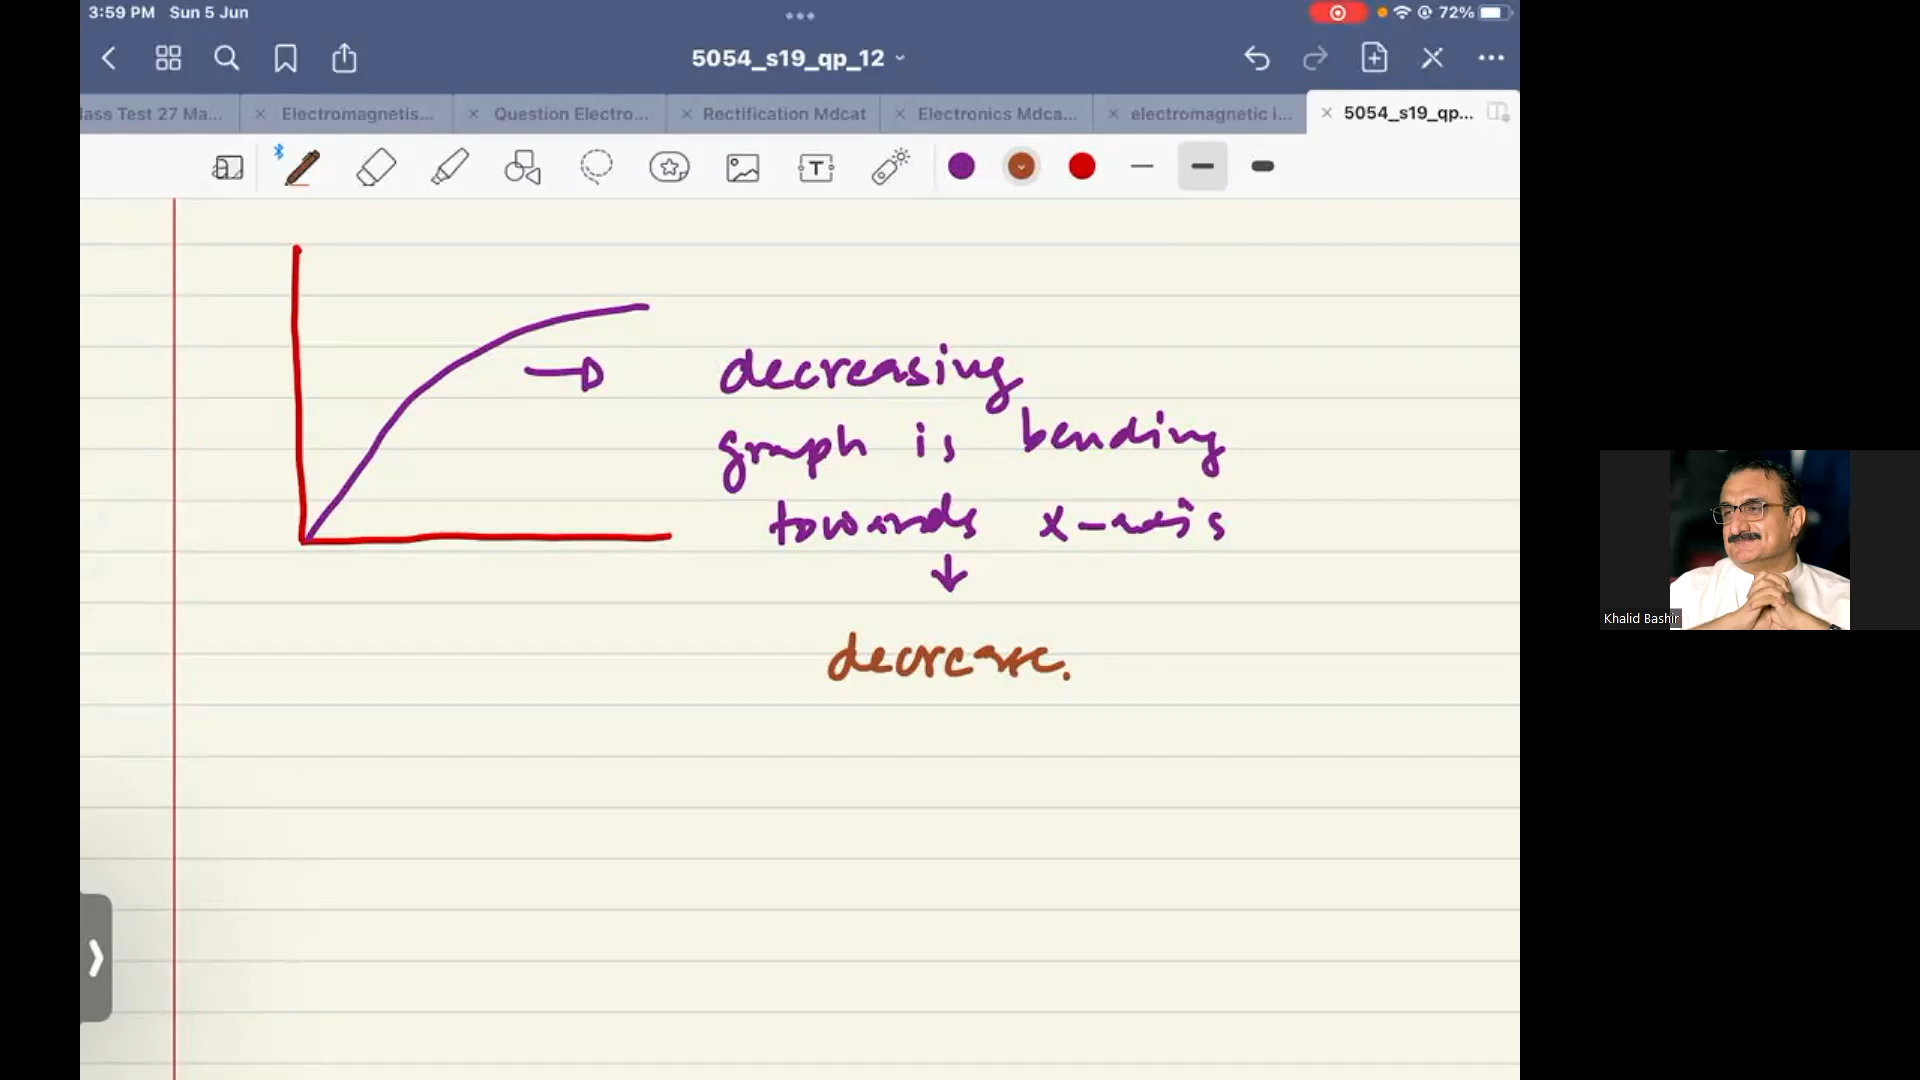 3:59 PM Sun 5 Jun
72%
5054_s19_qp_12
lass Test 27 Ma...
Electromagnetis...
Question Electro...
Rectification Mdcat
Electronics Mdca...
electromagnetic i...
5054_s19_qp...
T
decreasing
graph is bending
towards x-axis
decrease.
Khalid Bashir